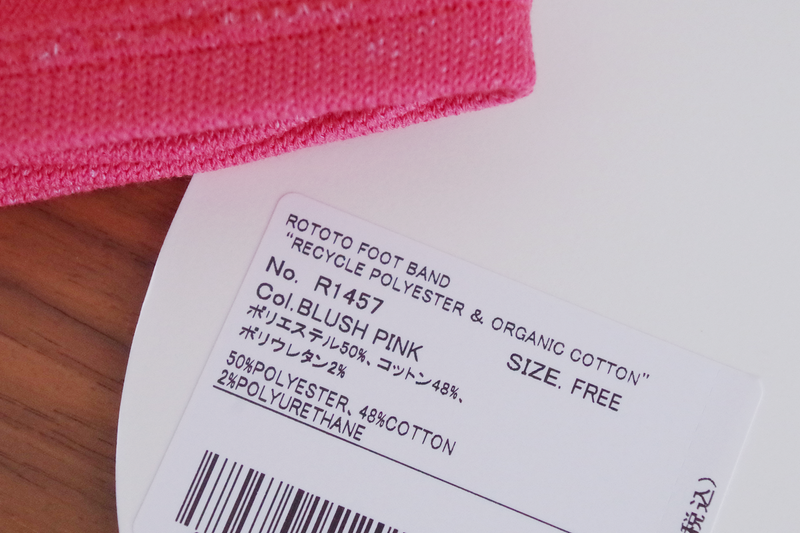 ROTOTO FOOT BAND
"RECYCLE POLYESTER & ORGANIC COTTON"
No. R1457
Col.BLUSH PINK SIZE. FREE
ポリエステル50%、コットン48%、
ポリウレタン2%
50%POLYESTER、48%COTTON
2%POLYURETHANE
税込)